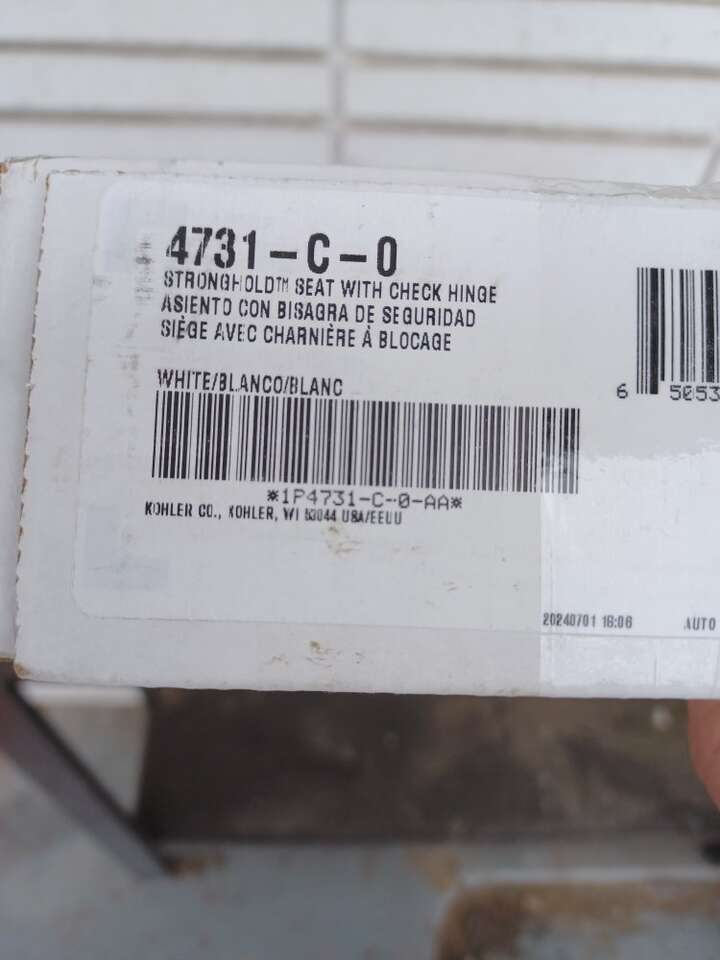 4731-C-0
STRONGHOLD™ SEAT WITH CHECK HINGE
ASIENTO CON BISAGRA DE SEGURIDAD
SIÈGE AVEC CHARNIÈRE À BLOCAGE
WHITE/BLANCO/BLANC
6 5053
*1P4731-C-0-AA*
KOHLER CO., KOHLER, WI 53044 USA/EEUU
20240701 16:06 AUTO